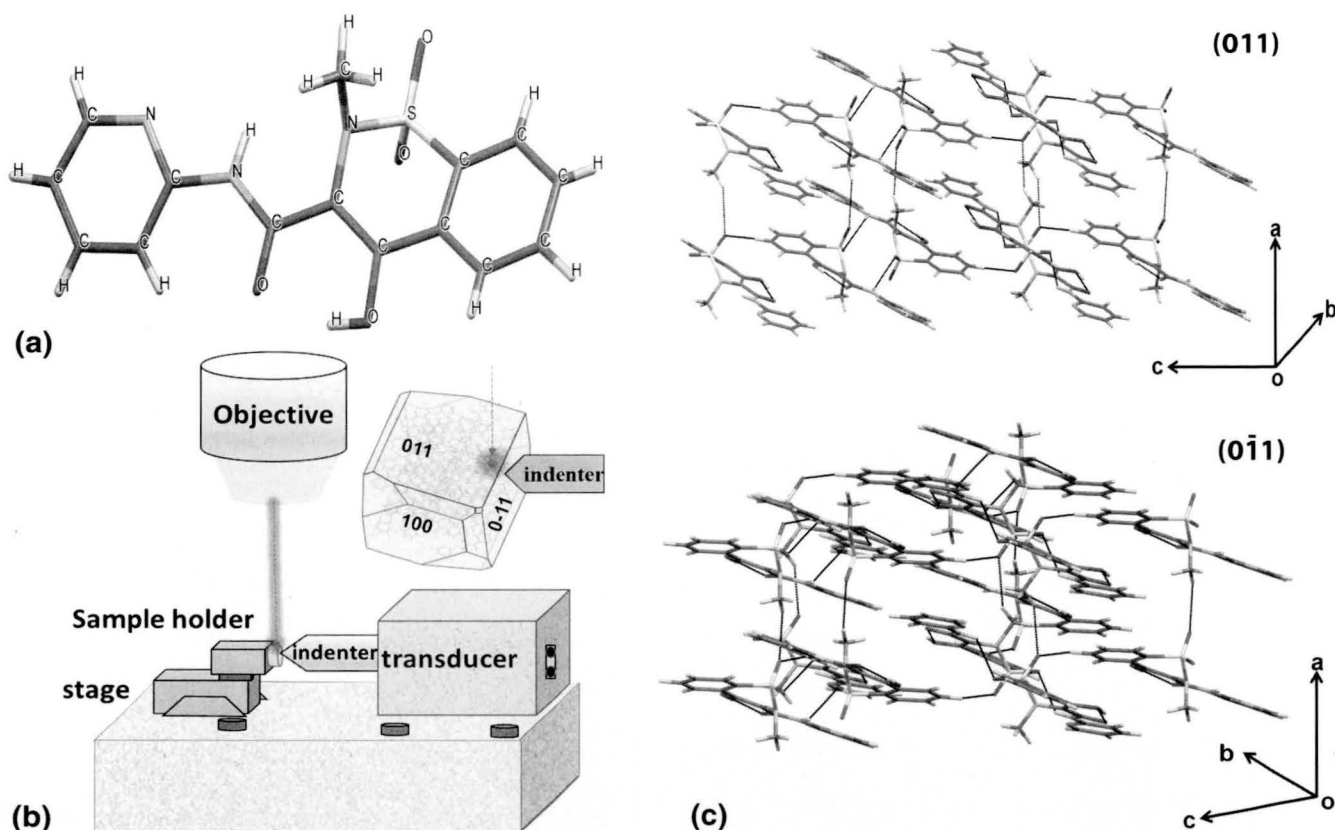 H
O
H
H C H
H
C N H N S C
O C
H C C N C H
C
C C
C C C C
C H
H H O
H
H O
(a)
Objective
011
100
0-11
indenter
Sample holder
indenter
transducer
stage
(b)
(011)
a
b
c
o
(01̄1)
a
b
c
o
(c)